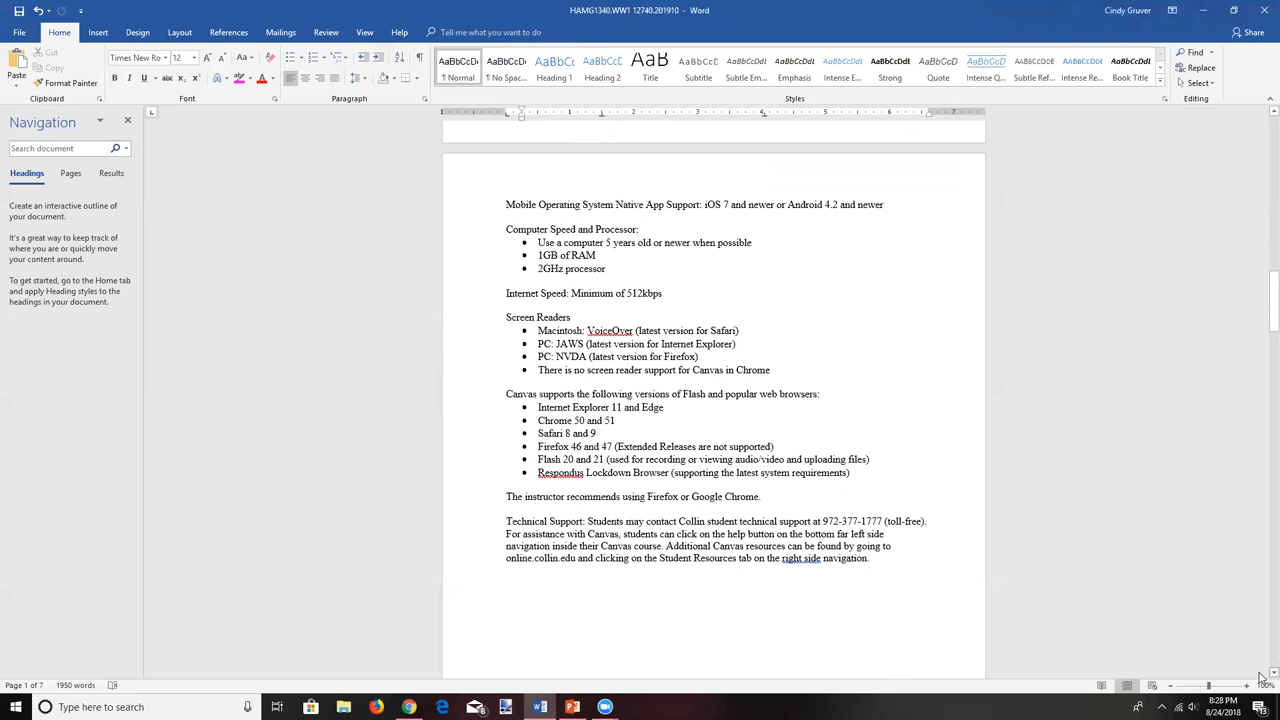 HAMG1340.WW1 12740.201910 - Word
Cindy Gruver
File Home Insert Design Layout References Mailings Review View Help Tell me what you want to do
Share
Cut
Copy
Format Painter
Paste
Clipboard
Times New Ro 12
Font
Paragraph
AaBbCcDc AaBbCcDc AaBbCc AaBbCcD AaB AaBbCcD AaBbCcDd AaBbCcDd AaBbCcDd AaBbCcDc AaBbCcDd AaBbCcDd AABBCCDE AABBCCDE AaBbCcDd
¶ Normal ¶ No Spac... Heading 1 Heading 2 Title Subtitle Subtle Em... Emphasis Intense E... Strong Quote Intense Q... Subtle Ref... Intense Re... Book Title
Styles
Find
Replace
Select
Editing
Navigation
Search document
Headings Pages Results
Create an interactive outline of
your document.
It's a great way to keep track of
where you are or quickly move
your content around.
To get started, go to the Home tab
and apply Heading styles to the
headings in your document.
1 1 2 3 4 5 6 7
Mobile Operating System Native App Support: iOS 7 and newer or Android 4.2 and newer
Computer Speed and Processor:
• Use a computer 5 years old or newer when possible
• 1GB of RAM
• 2GHz processor
Internet Speed: Minimum of 512kbps
Screen Readers
• Macintosh: VoiceOver (latest version for Safari)
• PC: JAWS (latest version for Internet Explorer)
• PC: NVDA (latest version for Firefox)
• There is no screen reader support for Canvas in Chrome
Canvas supports the following versions of Flash and popular web browsers:
• Internet Explorer 11 and Edge
• Chrome 50 and 51
• Safari 8 and 9
• Firefox 46 and 47 (Extended Releases are not supported)
• Flash 20 and 21 (used for recording or viewing audio/video and uploading files)
• Respondus Lockdown Browser (supporting the latest system requirements)
The instructor recommends using Firefox or Google Chrome.
Technical Support: Students may contact Collin student technical support at 972-377-1777 (toll-free).
For assistance with Canvas, students can click on the help button on the bottom far left side
navigation inside their Canvas course. Additional Canvas resources can be found by going to
online.collin.edu and clicking on the Student Resources tab on the right side navigation.
Page 1 of 7 1950 words
100%
Type here to search
8:28 PM
8/24/2018